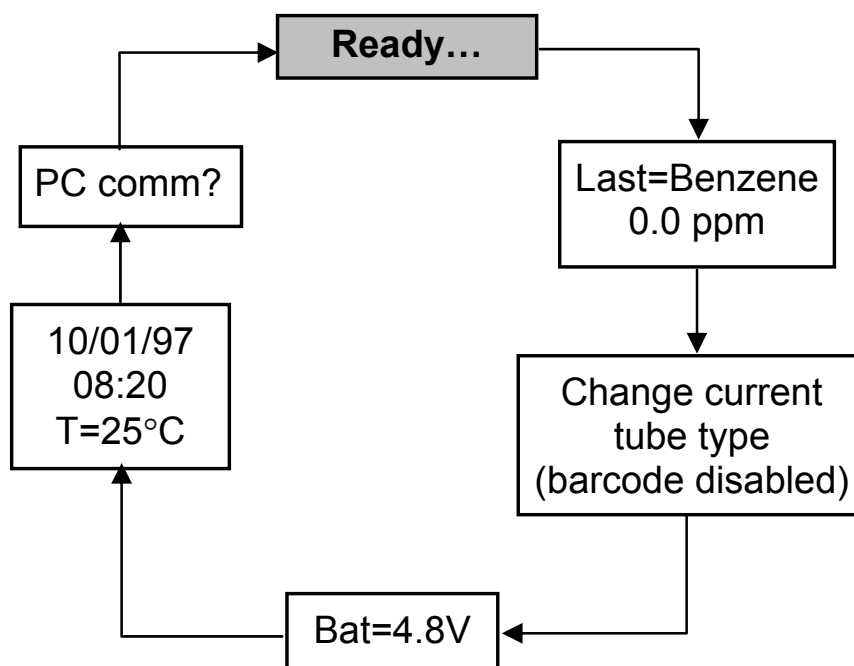 Ready…
Last=Benzene
0.0 ppm
Change current
tube type
(barcode disabled)
Bat=4.8V
10/01/97
08:20
T=25°C
PC comm?